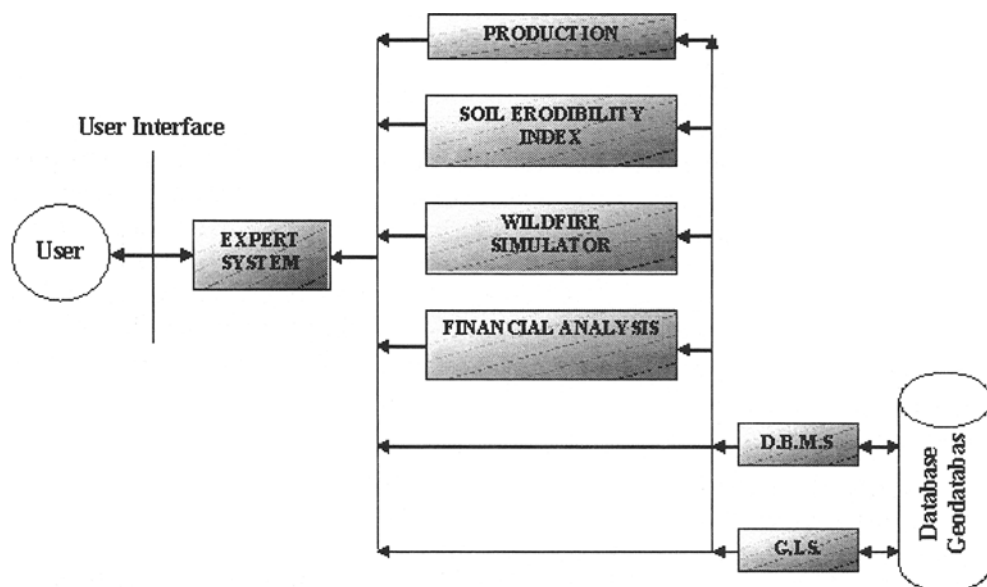 PRODUCTION
SOIL ERODIBILITY
INDEX
User Interface
User
EXPERT
SYSTEM
WILDFIRE
SIMULATOR
FINANCIAL ANALYSIS
D.B.M.S
G.I.S.
Database
Geodatabas